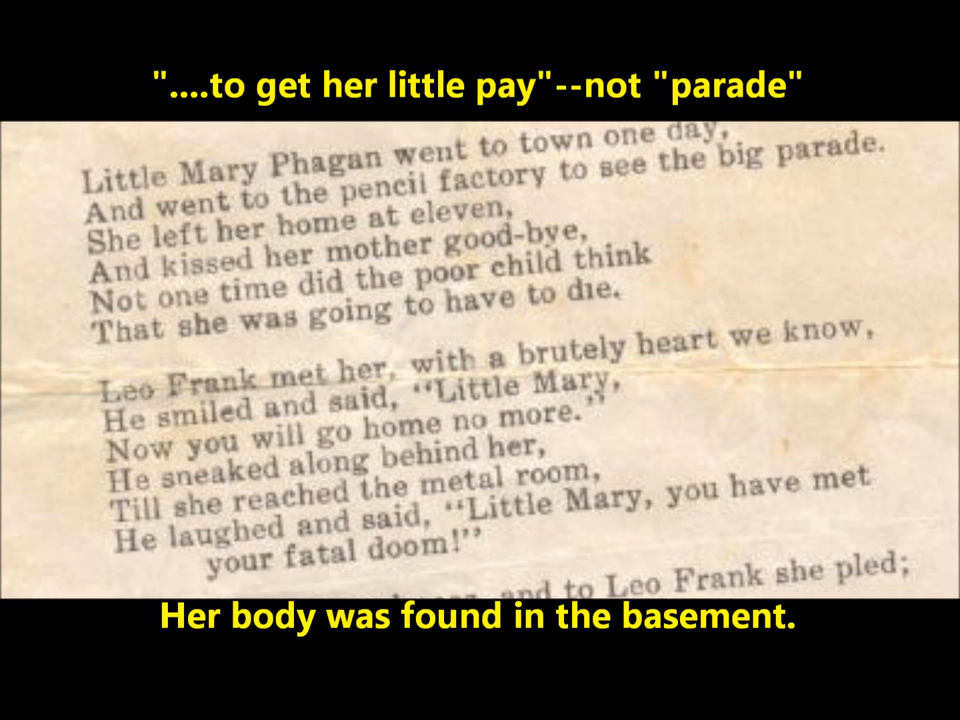 "....to get her little pay"--not "parade"
Little Mary Phagan went to town one day,
And went to the pencil factory to see the big parade.
She left her home at eleven,
And kissed her mother good-bye,
Not one time did the poor child think
That she was going to have to die.
Leo Frank met her, with a brutely heart we know,
He smiled and said, “Little Mary,
Now you will go home no more.”
He sneaked along behind her,
Till she reached the metal room,
He laughed and said, “Little Mary, you have met
your fatal doom!”
and to Leo Frank she pled;
Her body was found in the basement.